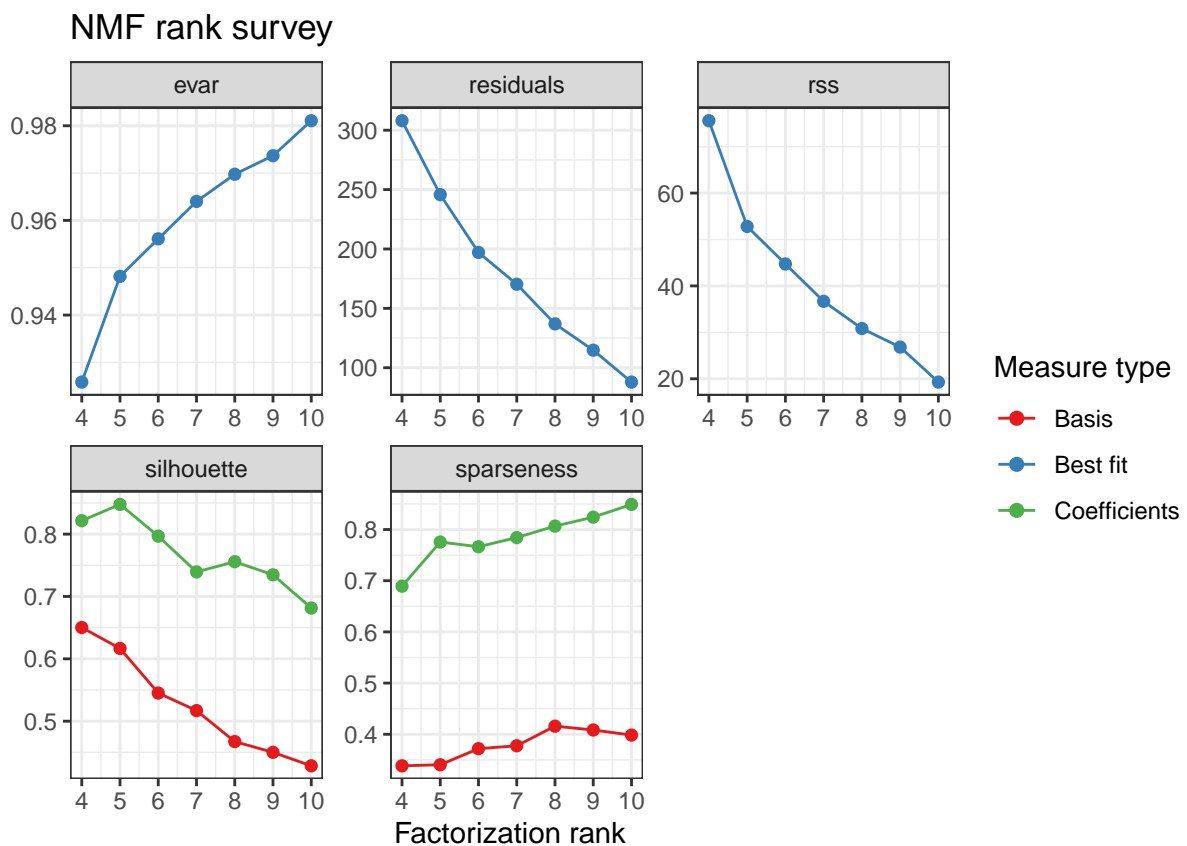 NMF rank survey
evar
residuals
rss
0.98
0.96
0.94
300
250
200
150
100
60
40
20
4 5 6 7 8 9 10
4 5 6 7 8 9 10
4 5 6 7 8 9 10
silhouette
sparseness
0.8
0.7
0.6
0.5
0.8
0.7
0.6
0.5
0.4
4 5 6 7 8 9 10
4 5 6 7 8 9 10
Factorization rank
Measure type
Basis
Best fit
Coefficients